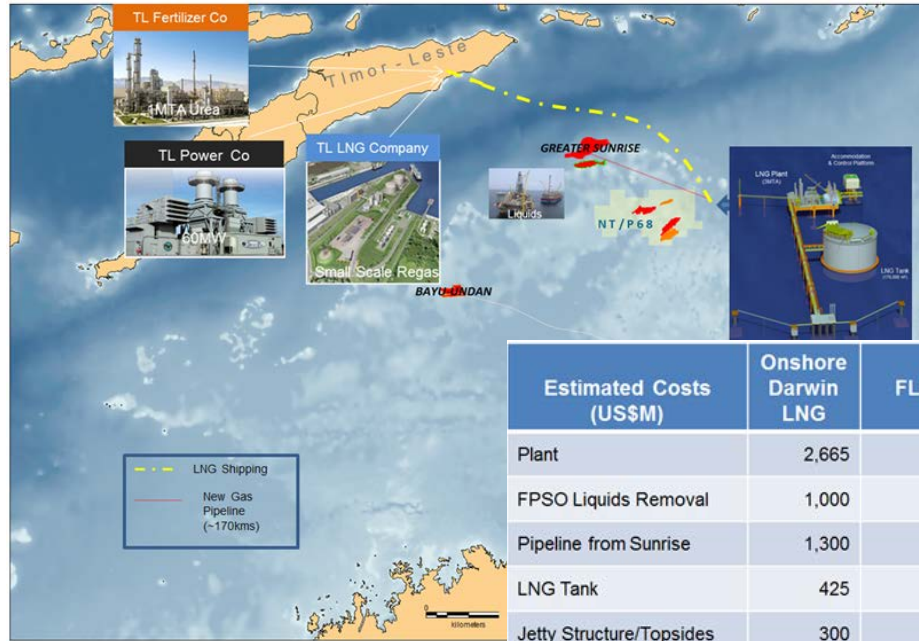 TL Fertilizer Co
1MTA Urea
Timor - Leste
TL Power Co
60MW
TL LNG Company
Small Scale Regas
GREATER SUNRISE
Liquids
NT/P68
BAYU-UNDAN
Accommodation
& Control Platform
LNG Plant
(3MTA)
LNG Tank
LNG Shipping
New Gas
Pipeline
(~170kms)
0
kilometers
Estimated Costs
(US$M)
Onshore
Darwin
LNG
FL
Plant 2,665
FPSO Liquids Removal 1,000
Pipeline from Sunrise 1,300
LNG Tank 425
Jetty Structure/Topsides 300